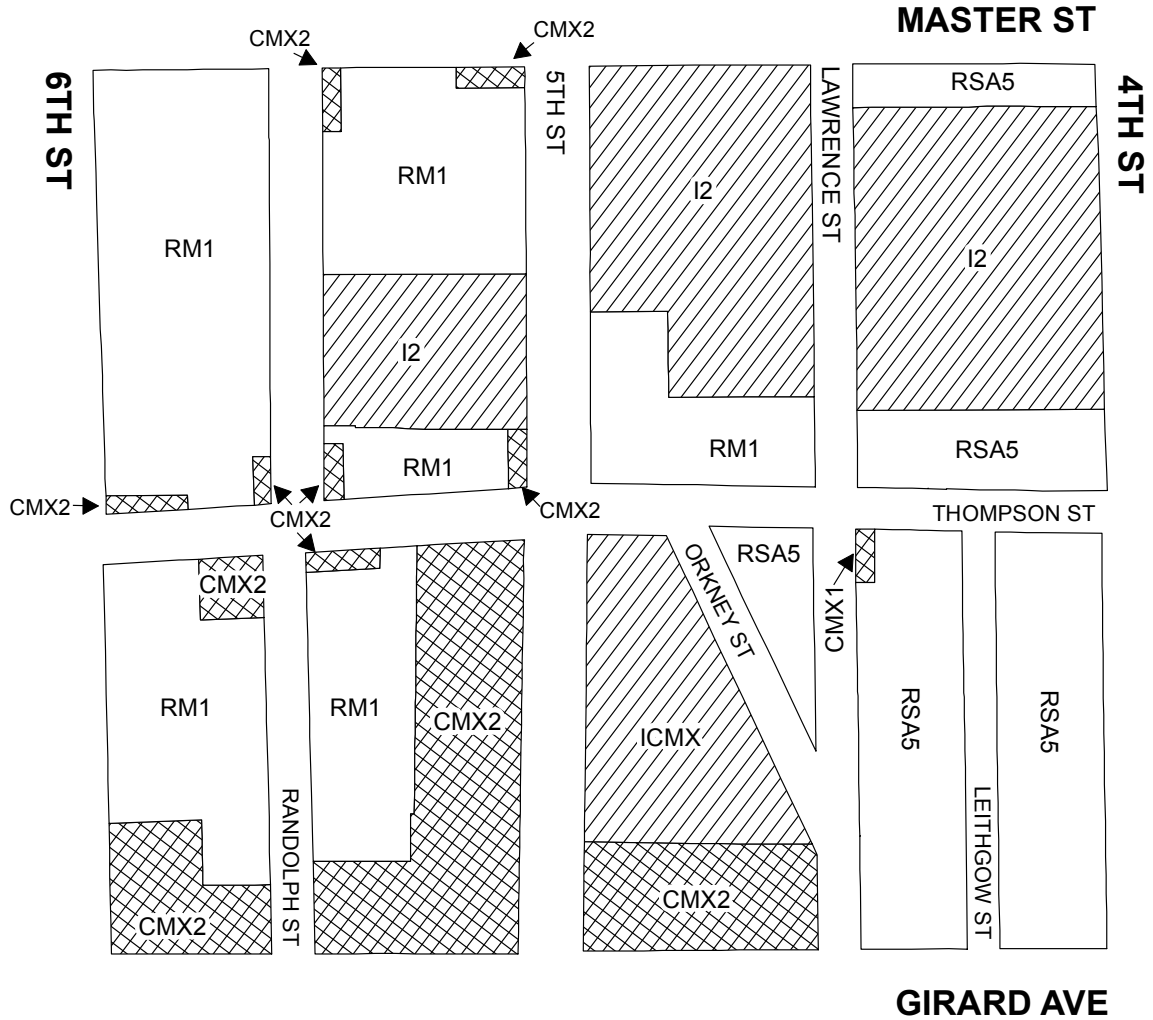 MASTER ST
CMX2
CMX2
6TH ST
5TH ST
LAWRENCE ST
4TH ST
RSA5
RM1
I2
RM1
I2
I2
RM1
RM1
RSA5
CMX2
CMX2
CMX2
THOMPSON ST
CMX2
RSA5
ORKNEY ST
CMX1
RM1
RM1
CMX2
ICMX
RSA5
RSA5
RANDOLPH ST
LEITHGOW ST
CMX2
CMX2
GIRARD AVE